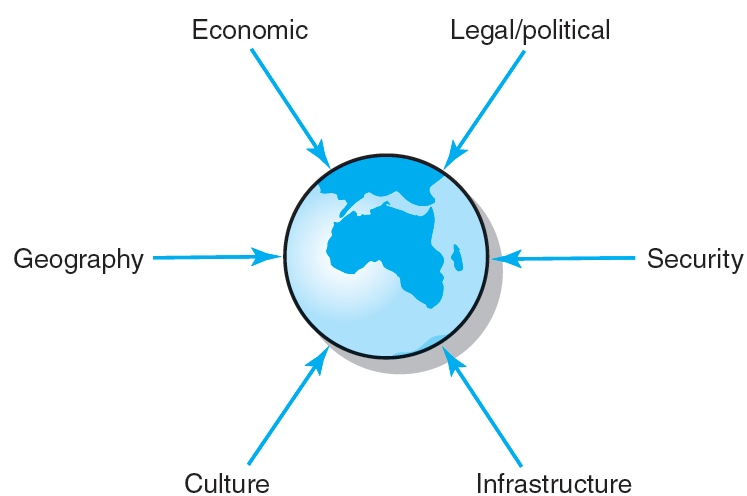 Economic
Legal/political
Geography
Security
Culture
Infrastructure